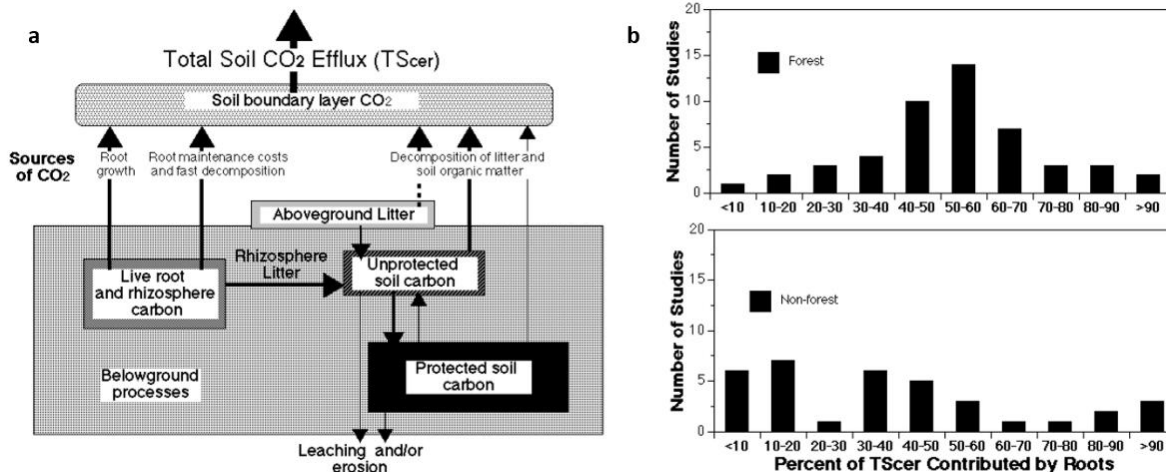 a
Total Soil CO2 Efflux (TScer)
Soil boundary layer CO2
Sources
of CO2
Root
growth
Root maintenance costs
and fast decomposition
Decomposition of litter and
soil organic matter
Aboveground Litter
Rhizosphere
Litter
Live root
and rhizosphere
carbon
Unprotected
soil carbon
Protected soil
carbon
Belowground
processes
Leaching and/or
erosion
b
Number of Studies
20
15
10
5
0
Forest
<10 10-20 20-30 30-40 40-50 50-60 60-70 70-80 80-90 >90
Number of Studies
20
15
10
5
0
Non-forest
<10 10-20 20-30 30-40 40-50 50-60 60-70 70-80 80-90 >90
Percent of TScer Contributed by Roots